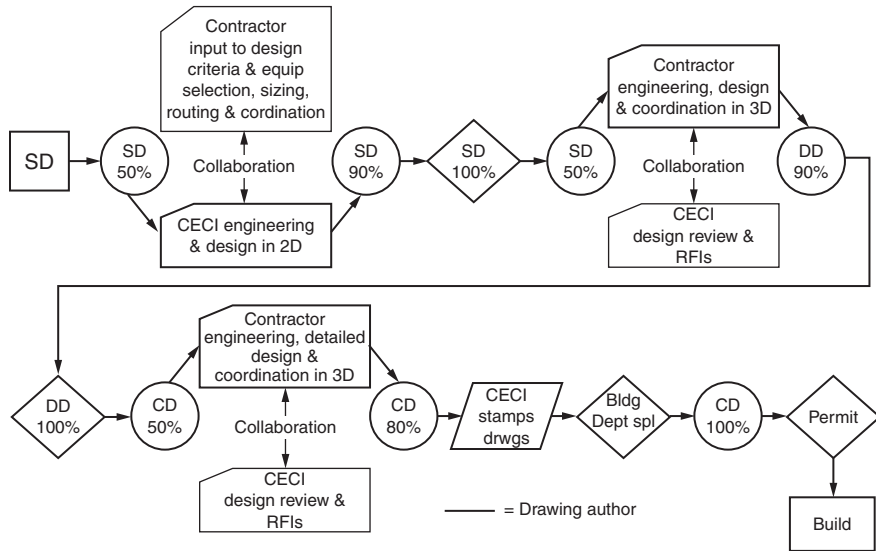 Contractor
input to design
criteria & equip
selection, sizing,
routing & cordination
SD
SD
50%
Collaboration
CECI engineering
& design in 2D
SD
90%
SD
100%
SD
50%
Contractor
engineering, design
& coordination in 3D
Collaboration
CECI
design review &
RFIs
DD
90%
DD
100%
CD
50%
Contractor
engineering, detailed
design &
coordination in 3D
Collaboration
CECI
design review &
RFIs
CD
80%
CECI
stamps
drwgs
Bldg
Dept spl
CD
100%
Permit
Build
= Drawing author